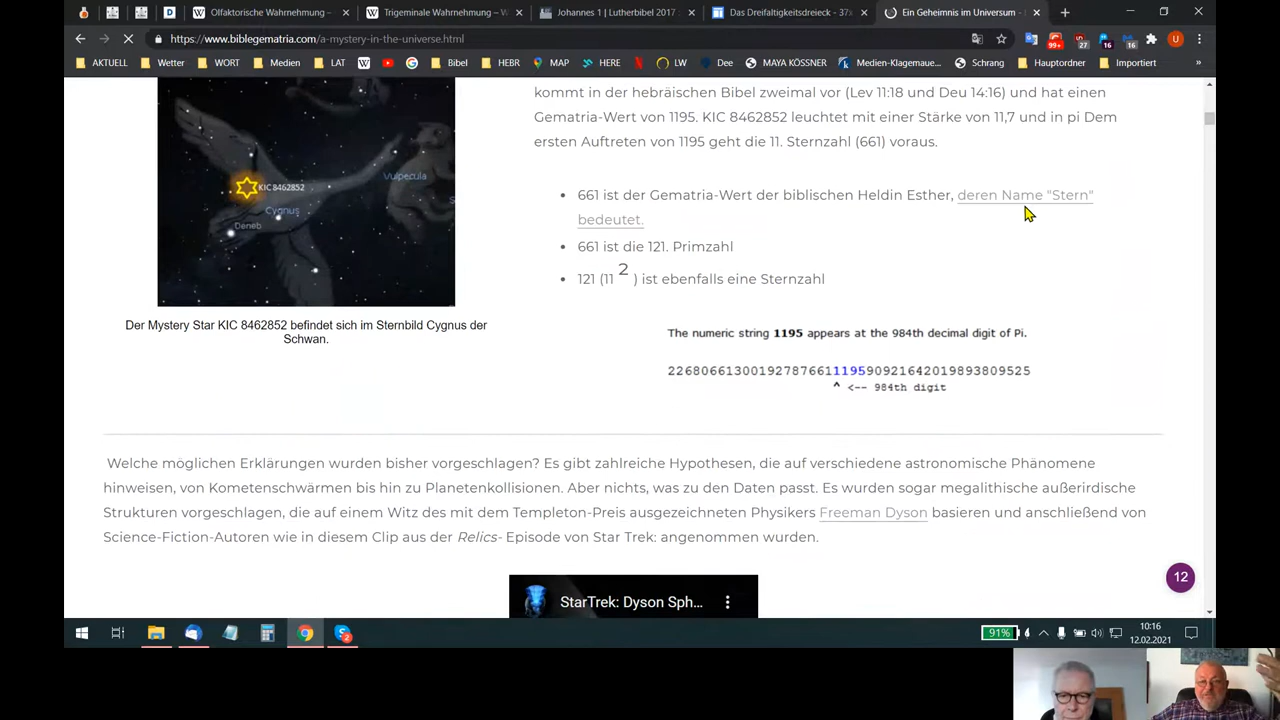 Olfaktorische Wahrnehmung –
Trigeminale Wahrnehmung – W
Johannes 1 | Lutherbibel 2017
Das Dreifaltigkeitsdreieck - 37x
Ein Geheimnis im Universum -
https://www.biblegematria.com/a-mystery-in-the-universe.html
99+
27
16
16
U
AKTUELL
Wetter
WORT
Medien
LAT
Bibel
HEBR
MAP
HERE
LW
Dee
MAYA KÖSSNER
Medien-Klagemaue...
Schrang
Hauptordner
Importiert
kommt in der hebräischen Bibel zweimal vor (Lev 11:18 und Deu 14:16) und hat einen
Gematria-Wert von 1195. KIC 8462852 leuchtet mit einer Stärke von 11,7 und in pi Dem
ersten Auftreten von 1195 geht die 11. Sternzahl (661) voraus.
Vulpecula
KIC 8462852
Cygnus
Deneb
661 ist der Gematria-Wert der biblischen Heldin Esther, deren Name "Stern"
bedeutet.
661 ist die 121. Primzahl
121 (11 2 ) ist ebenfalls eine Sternzahl
Der Mystery Star KIC 8462852 befindet sich im Sternbild Cygnus der
Schwan.
The numeric string 1195 appears at the 984th decimal digit of Pi.
22680661300192787661119590921642019893809525
^ <-- 984th digit
Welche möglichen Erklärungen wurden bisher vorgeschlagen? Es gibt zahlreiche Hypothesen, die auf verschiedene astronomische Phänomene
hinweisen, von Kometenschwärmen bis hin zu Planetenkollisionen. Aber nichts, was zu den Daten passt. Es wurden sogar megalithische außerirdische
Strukturen vorgeschlagen, die auf einem Witz des mit dem Templeton-Preis ausgezeichneten Physikers Freeman Dyson basieren und anschließend von
Science-Fiction-Autoren wie in diesem Clip aus der Relics- Episode von Star Trek: angenommen wurden.
12
StarTrek: Dyson Sph...
91%
10:16
12.02.2021